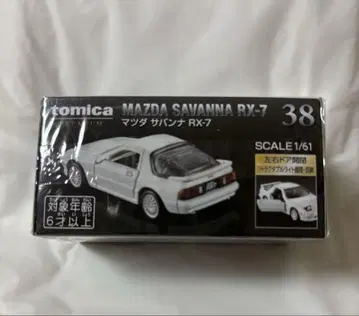 tomica
MAZDA SAVANNA RX-7
38
マツダ サバンナ RX-7
SCALE 1/61
左右ドア開閉
対象年齢
6才以上